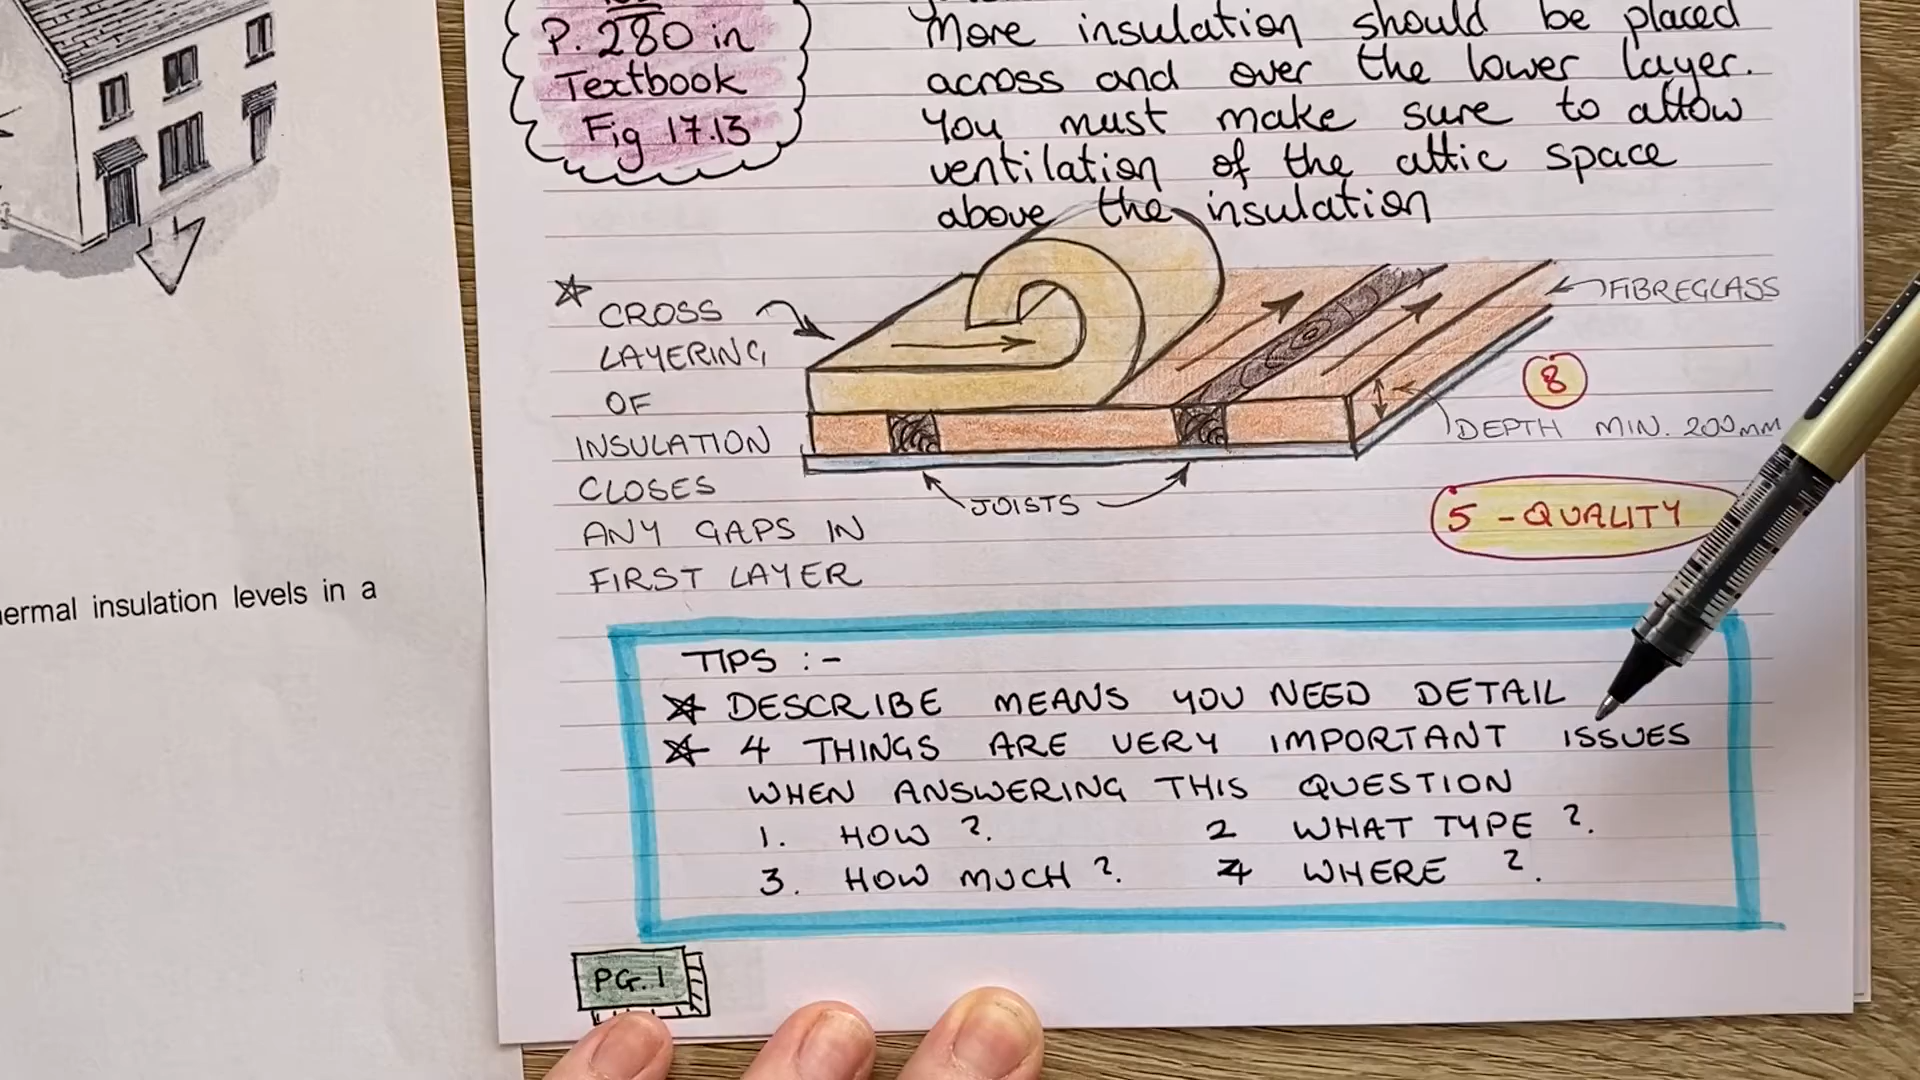 P. 280 in
Textbook
Fig 17.13
More insulation should be placed
across and over the lower layer.
You must make sure to allow
ventilation of the attic space
above the insulation
CROSS
LAYERING
OF
INSULATION
CLOSES
ANY GAPS IN
FIRST LAYER
FIBREGLASS
8
DEPTH MIN. 200mm
JOISTS
5 - QUALITY
insulation levels in a
TIPS :-
DESCRIBE MEANS YOU NEED DETAIL
4 THINGS ARE VERY IMPORTANT ISSUES
WHEN ANSWERING THIS QUESTION
1. HOW ?. 2 WHAT TYPE ?.
3. HOW MUCH ?. 4 WHERE ?.
PG. 1